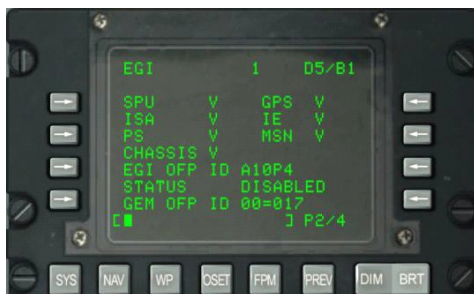 EGI 1 D5/B1
SPU V GPS V
ISA V IE V
PS V MSN V
CHASSIS V
EGI OFP ID A10P4
STATUS DISABLED
GEM OFP ID 00=017
[ ] P2/4
SYS NAV WP OSET FPM PREV DIM BRT